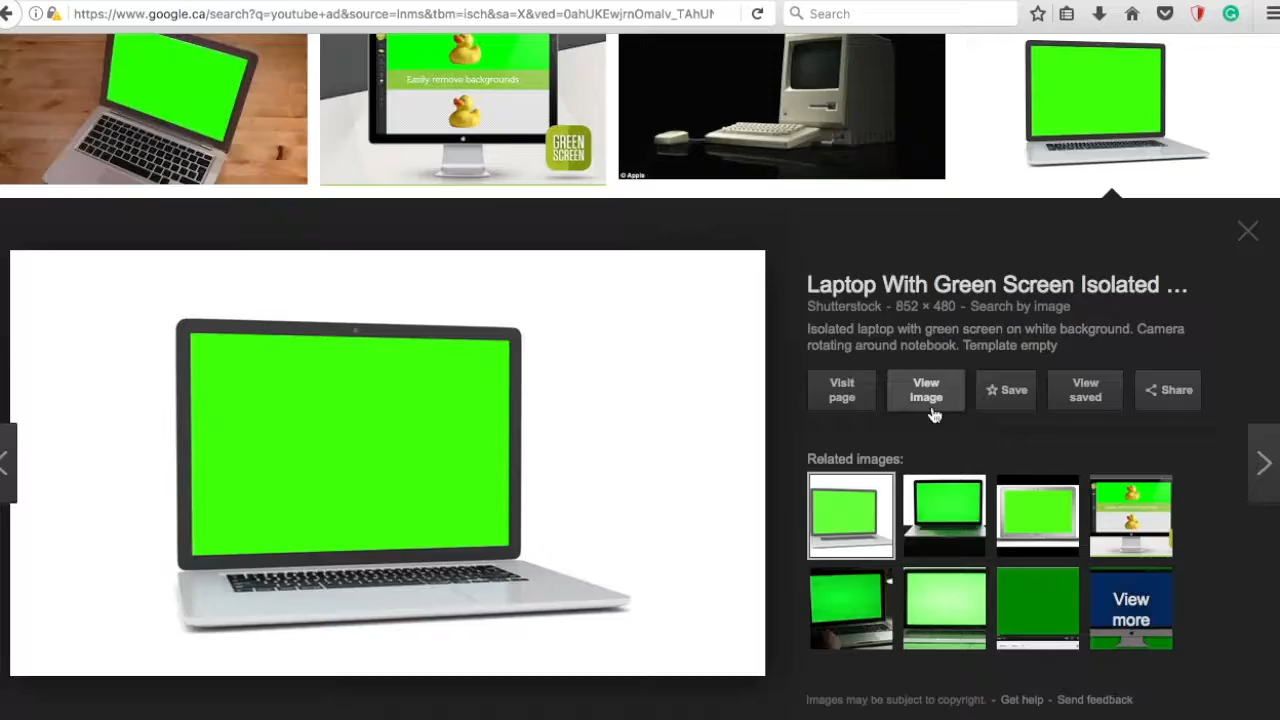 https://www.google.ca/search?q=youtube+ad&source=lnms&tbm=isch&sa=X&ved=0ahUKEwjrnOmalv_TAhUN
Search
Easily remove backgrounds
GREEN
SCREEN
© Apple
Laptop With Green Screen Isolated ...
Shutterstock - 852 × 480 - Search by image
Isolated laptop with green screen on white background. Camera
rotating around notebook. Template empty
Visit
page
View
image
Save
View
saved
Share
Related images:
View
more
Images may be subject to copyright. - Get help - Send feedback